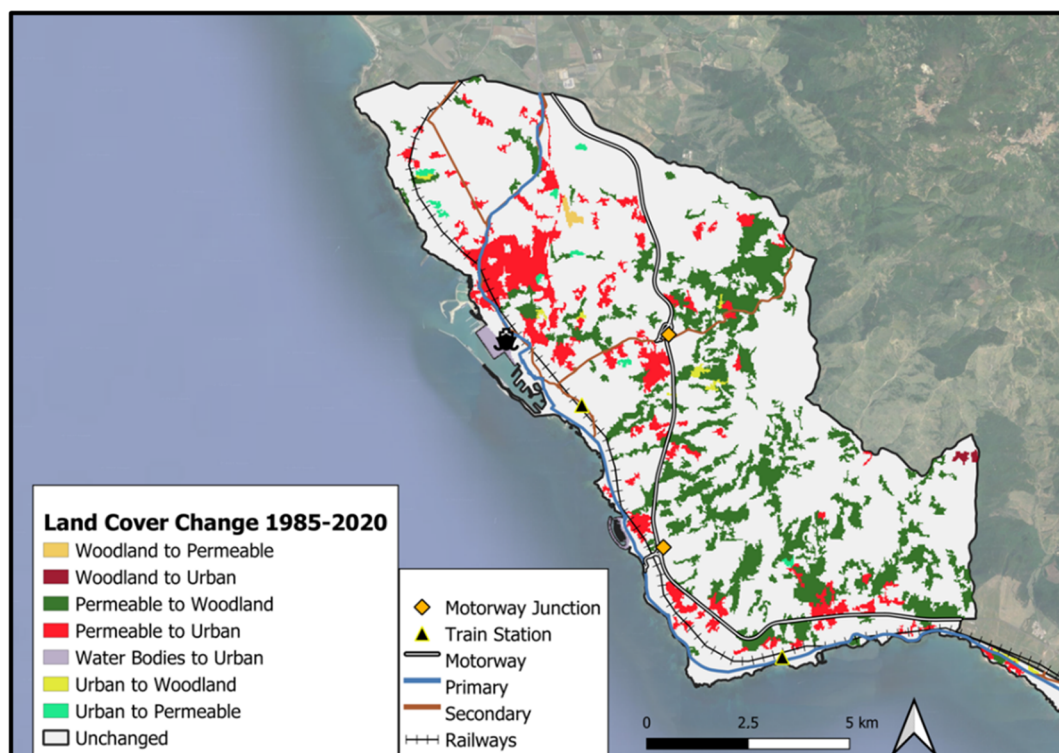 Land Cover Change 1985-2020
Woodland to Permeable
Woodland to Urban
Permeable to Woodland
Permeable to Urban
Water Bodies to Urban
Urban to Woodland
Urban to Permeable
Unchanged
Motorway Junction
Train Station
Motorway
Primary
Secondary
Railways
0 2.5 5 km